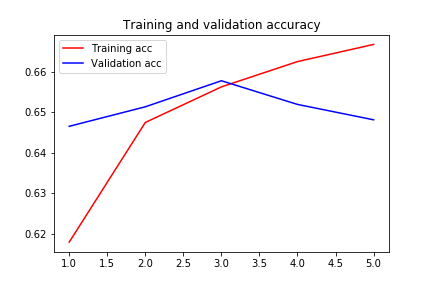 Training and validation accuracy
Training acc
Validation acc
0.66
0.65
0.64
0.63
0.62
1.0 1.5 2.0 2.5 3.0 3.5 4.0 4.5 5.0